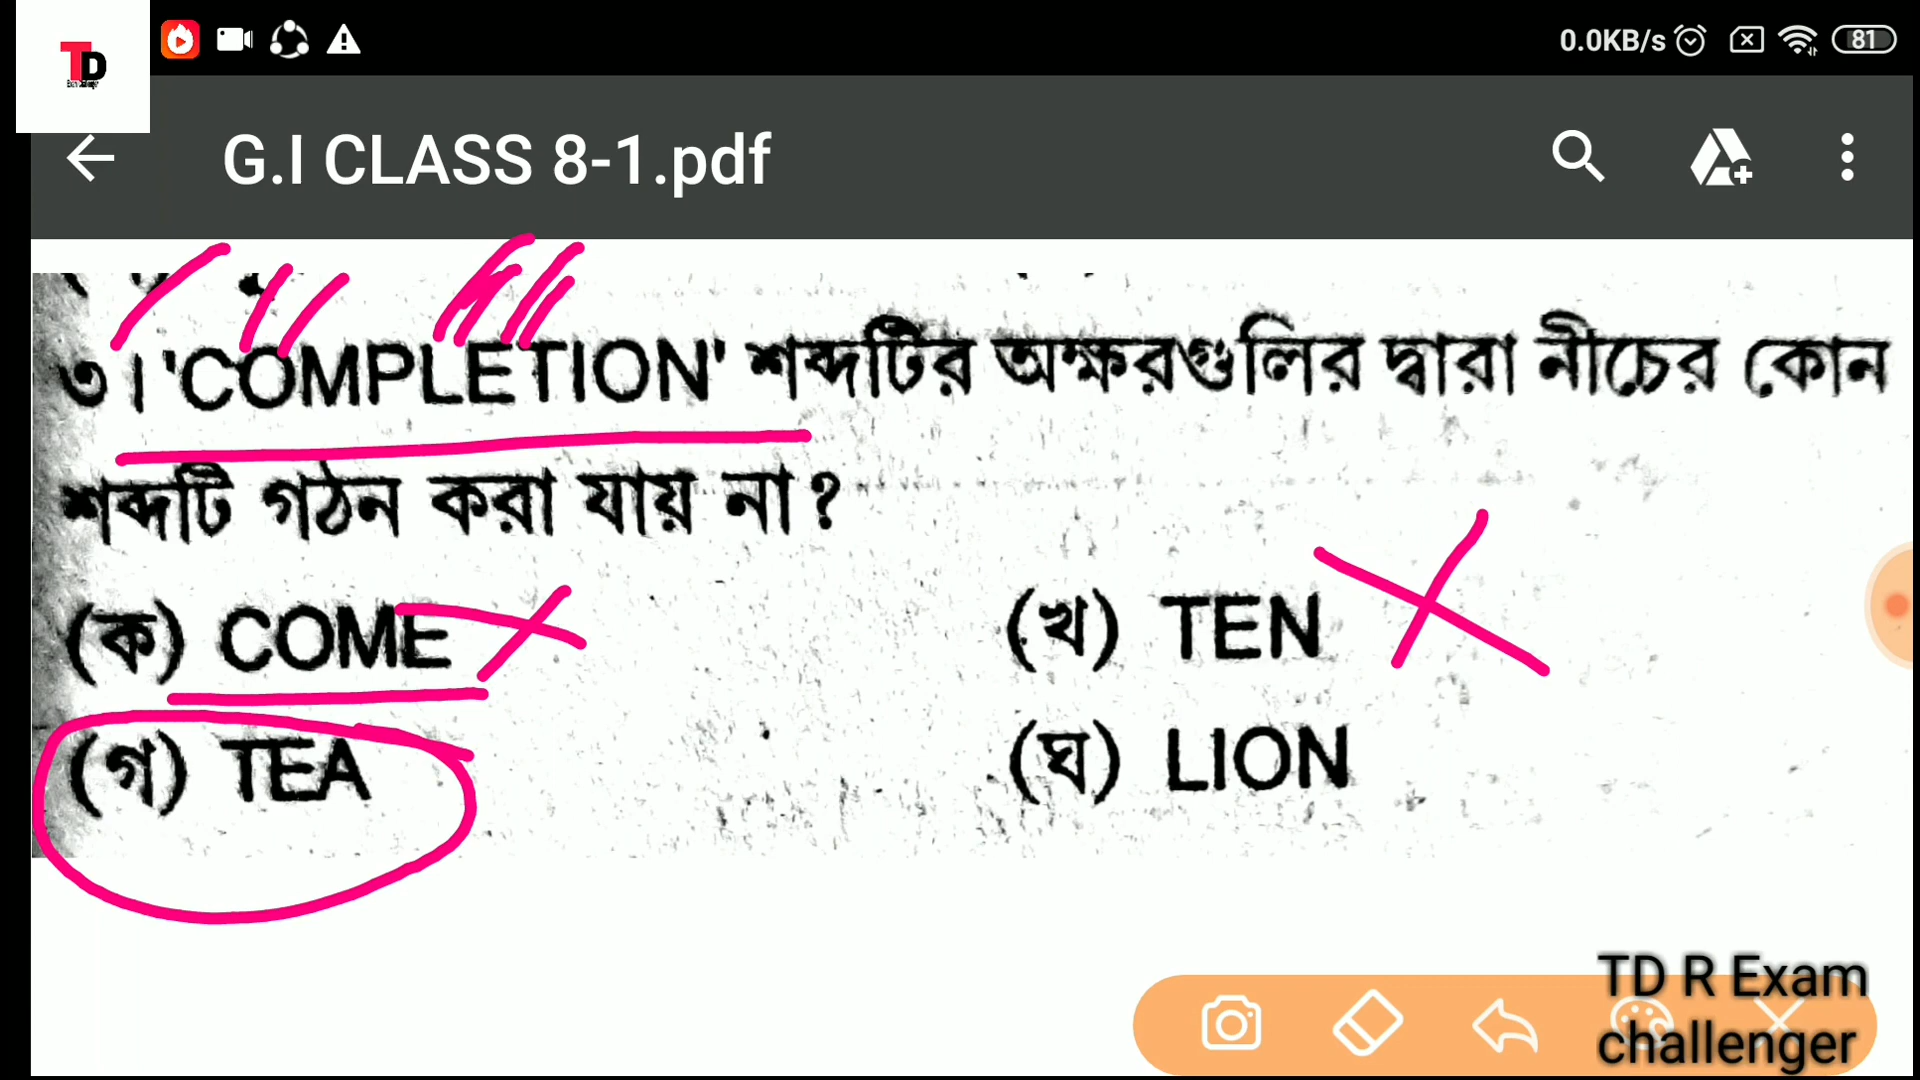 TD
0.0KB/s 81
G.I CLASS 8-1.pdf
৩। 'COMPLETION' শব্দটির অক্ষরগুলির দ্বারা নীচের কোন
শব্দটি গঠন করা যায় না?
(ক) COME (খ) TEN
(গ) TEA (ঘ) LION
TD R Exam
challenger